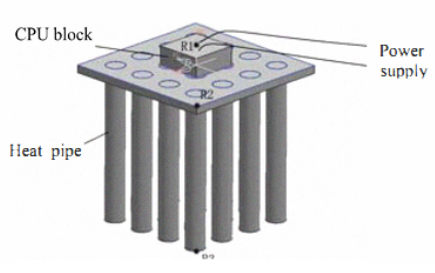 CPU block
R1
Power
supply
R2
Heat pipe